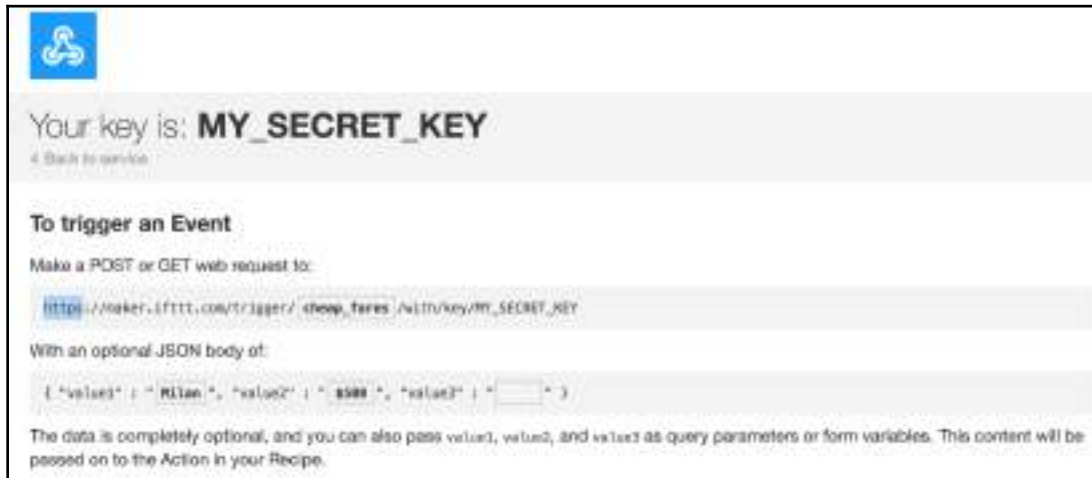 Your key is: MY_SECRET_KEY
< Back to service
To trigger an Event
Make a POST or GET web request to:
https://maker.ifttt.com/trigger/ cheap_fares /with/key/MY_SECRET_KEY
With an optional JSON body of:
{ "value1" : " Milan ", "value2" : " $500 ", "value3" : " " }
The data is completely optional, and you can also pass value1, value2, and value3 as query parameters or form variables. This content will be
passed on to the Action in your Recipe.